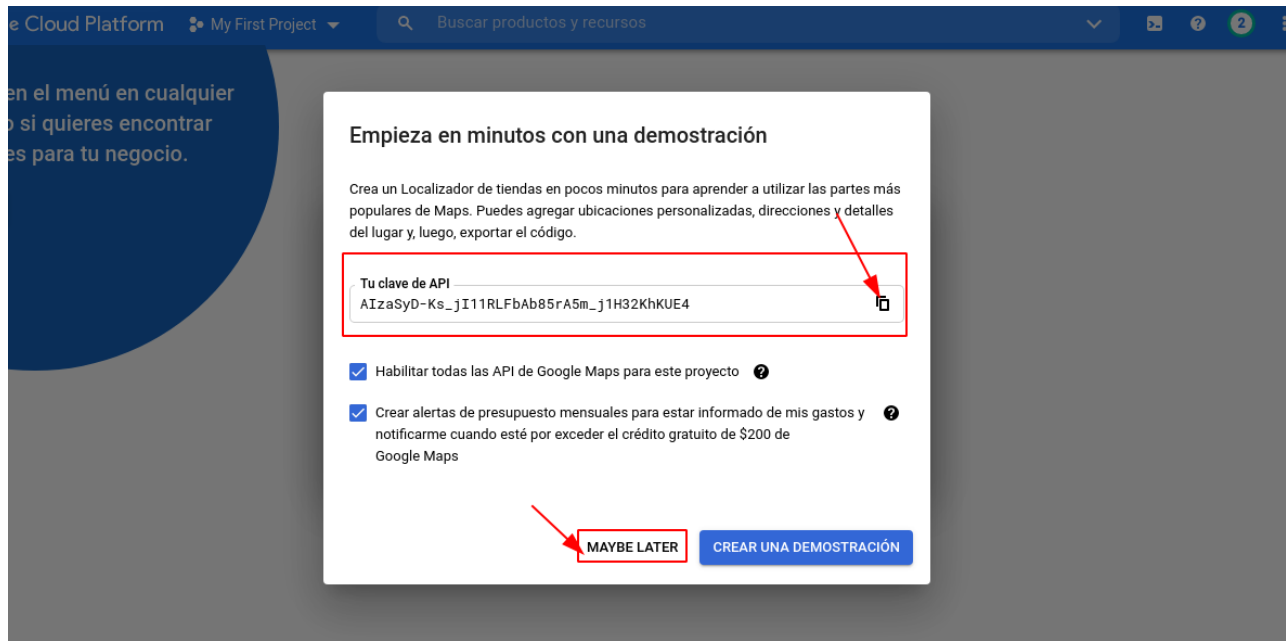 e Cloud Platform My First Project Buscar productos y recursos 2
en el menú en cualquier
o si quieres encontrar
es para tu negocio.
Empieza en minutos con una demostración
Crea un Localizador de tiendas en pocos minutos para aprender a utilizar las partes más
populares de Maps. Puedes agregar ubicaciones personalizadas, direcciones y detalles
del lugar y, luego, exportar el código.
Tu clave de API
AIzaSyD-Ks_jI11RLFbAb85rA5m_j1H32KhKUE4
Habilitar todas las API de Google Maps para este proyecto
Crear alertas de presupuesto mensuales para estar informado de mis gastos y
notificarme cuando esté por exceder el crédito gratuito de $200 de
Google Maps
MAYBE LATER CREAR UNA DEMOSTRACIÓN